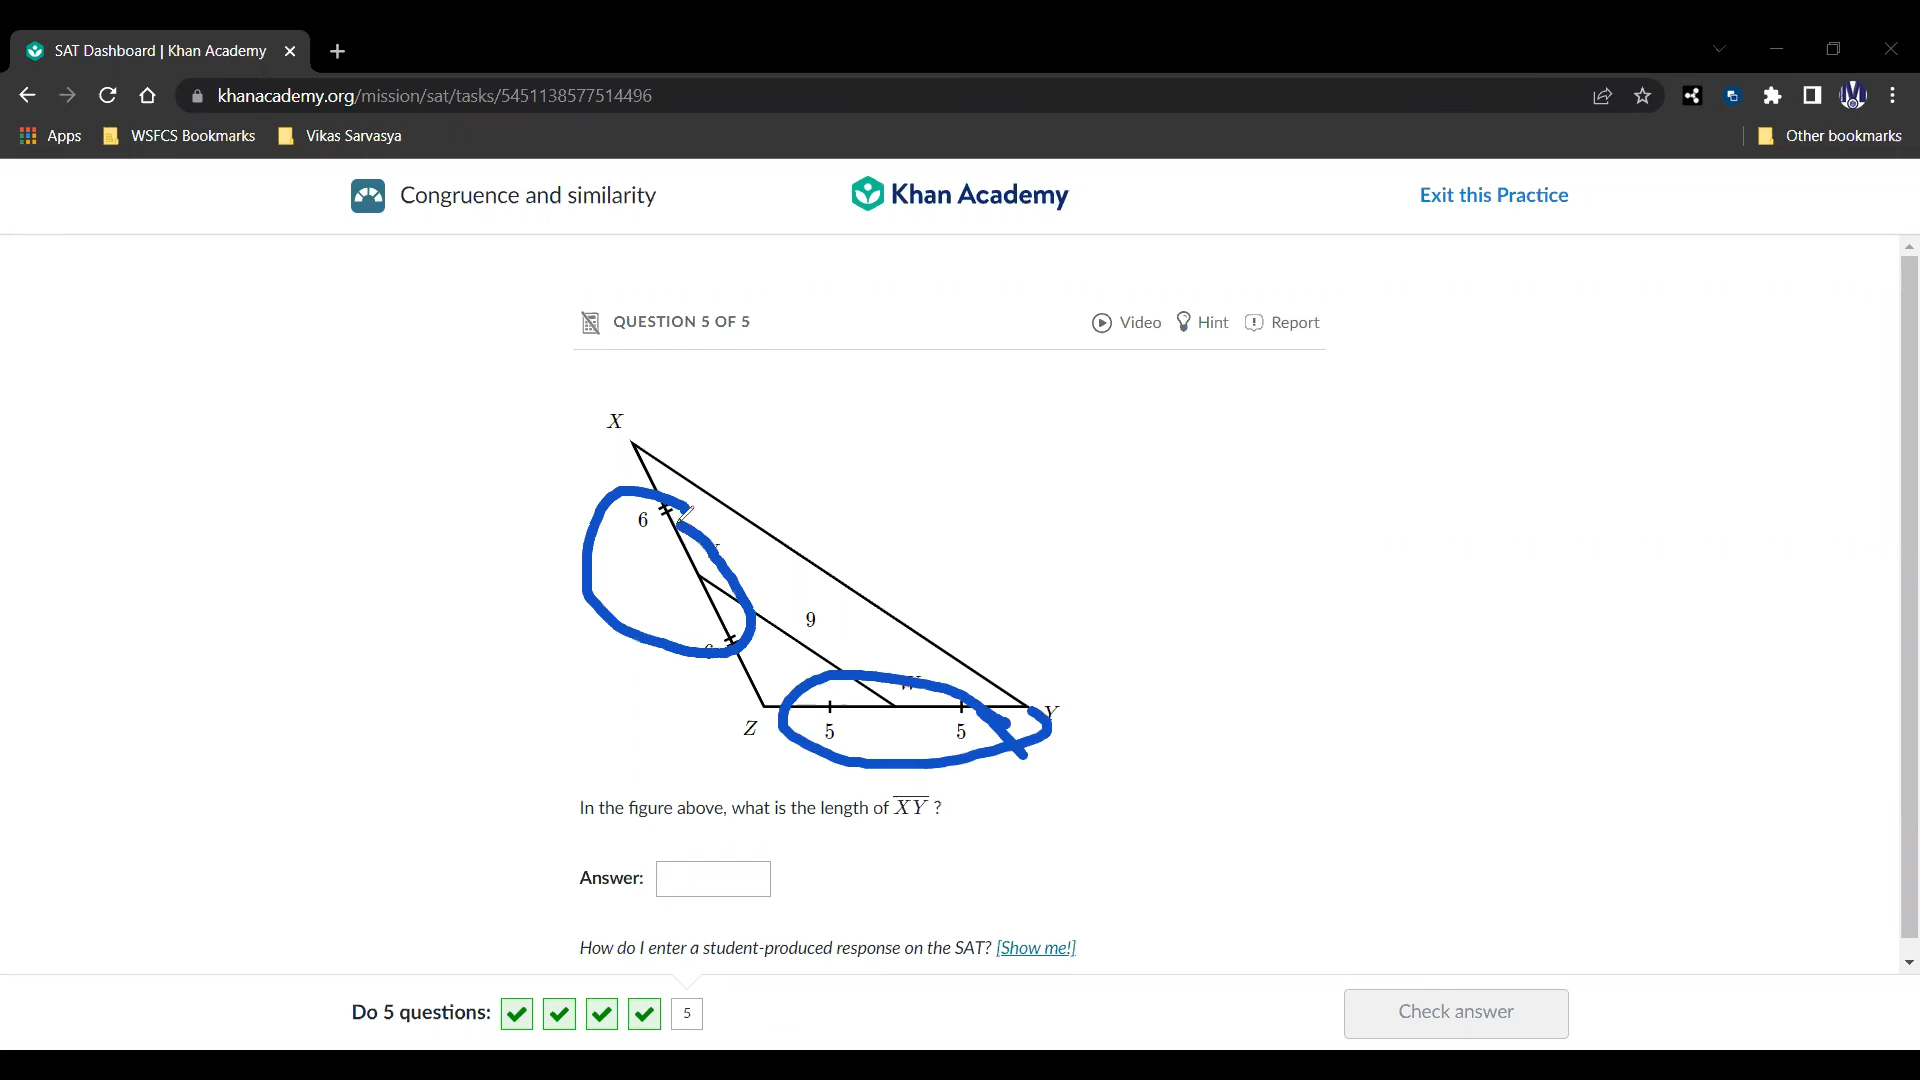 SAT Dashboard | Khan Academy
khanacademy.org/mission/sat/tasks/5451138577514496
Apps WSFCS Bookmarks Vikas Sarvasya Other bookmarks
Congruence and similarity Khan Academy Exit this Practice
QUESTION 5 OF 5 Video Hint Report
X
6
9
6
W
Z 5 5 Y
In the figure above, what is the length of XY ?
Answer:
How do I enter a student-produced response on the SAT? [Show me!]
Do 5 questions: 5 Check answer